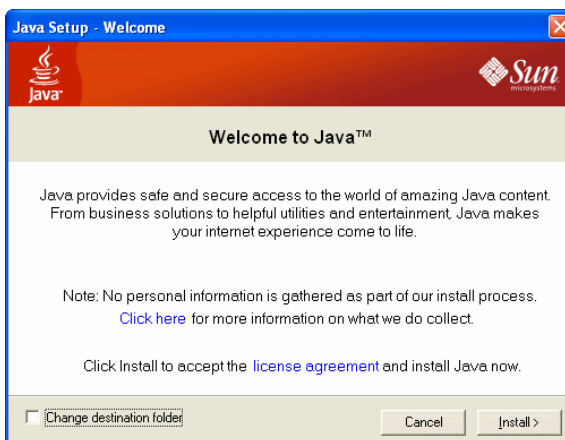 Java Setup - Welcome
Java™
Sun
microsystems
Welcome to Java™
Java provides safe and secure access to the world of amazing Java content.
From business solutions to helpful utilities and entertainment, Java makes
your internet experience come to life.
Note: No personal information is gathered as part of our install process.
Click here for more information on what we do collect.
Click Install to accept the license agreement and install Java now.
Change destination folder
Cancel
Install >